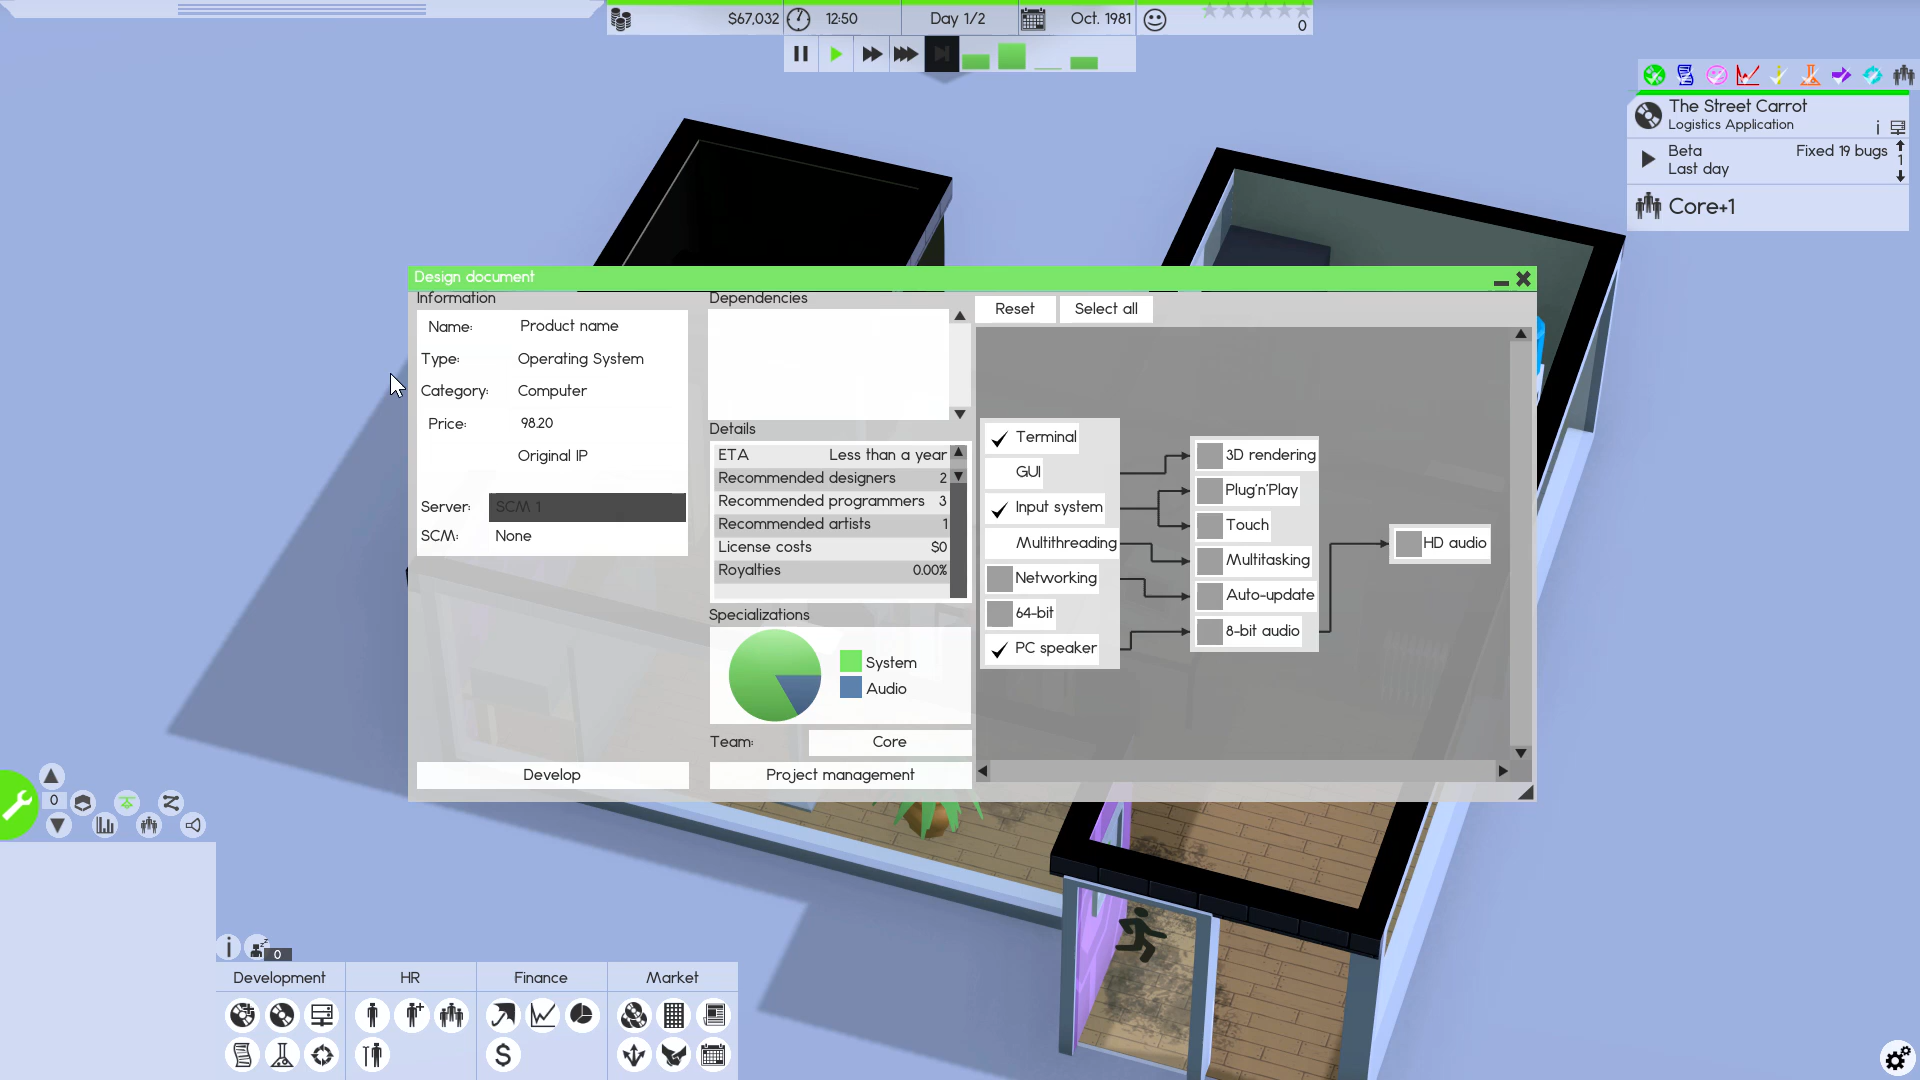 $67,032
12:50
Day 1/2
Oct. 1981
0
The Street Carrot
Logistics Application
i
Beta
Fixed 19 bugs
Last day
1
Core+1
Design document
Information
Name: Product name
Type: Operating System
Category: Computer
Price: 98.20
Original IP
Server: SCM 1
SCM: None
Develop
Dependencies
Details
ETA Less than a year
Recommended designers 2
Recommended programmers 3
Recommended artists 1
License costs $0
Royalties 0.00%
Specializations
System
Audio
Team: Core
Project management
Reset
Select all
Terminal
GUI
Input system
Multithreading
Networking
64-bit
PC speaker
3D rendering
Plug'n'Play
Touch
Multitasking
Auto-update
8-bit audio
HD audio
0
i
0
Development
HR
Finance
Market